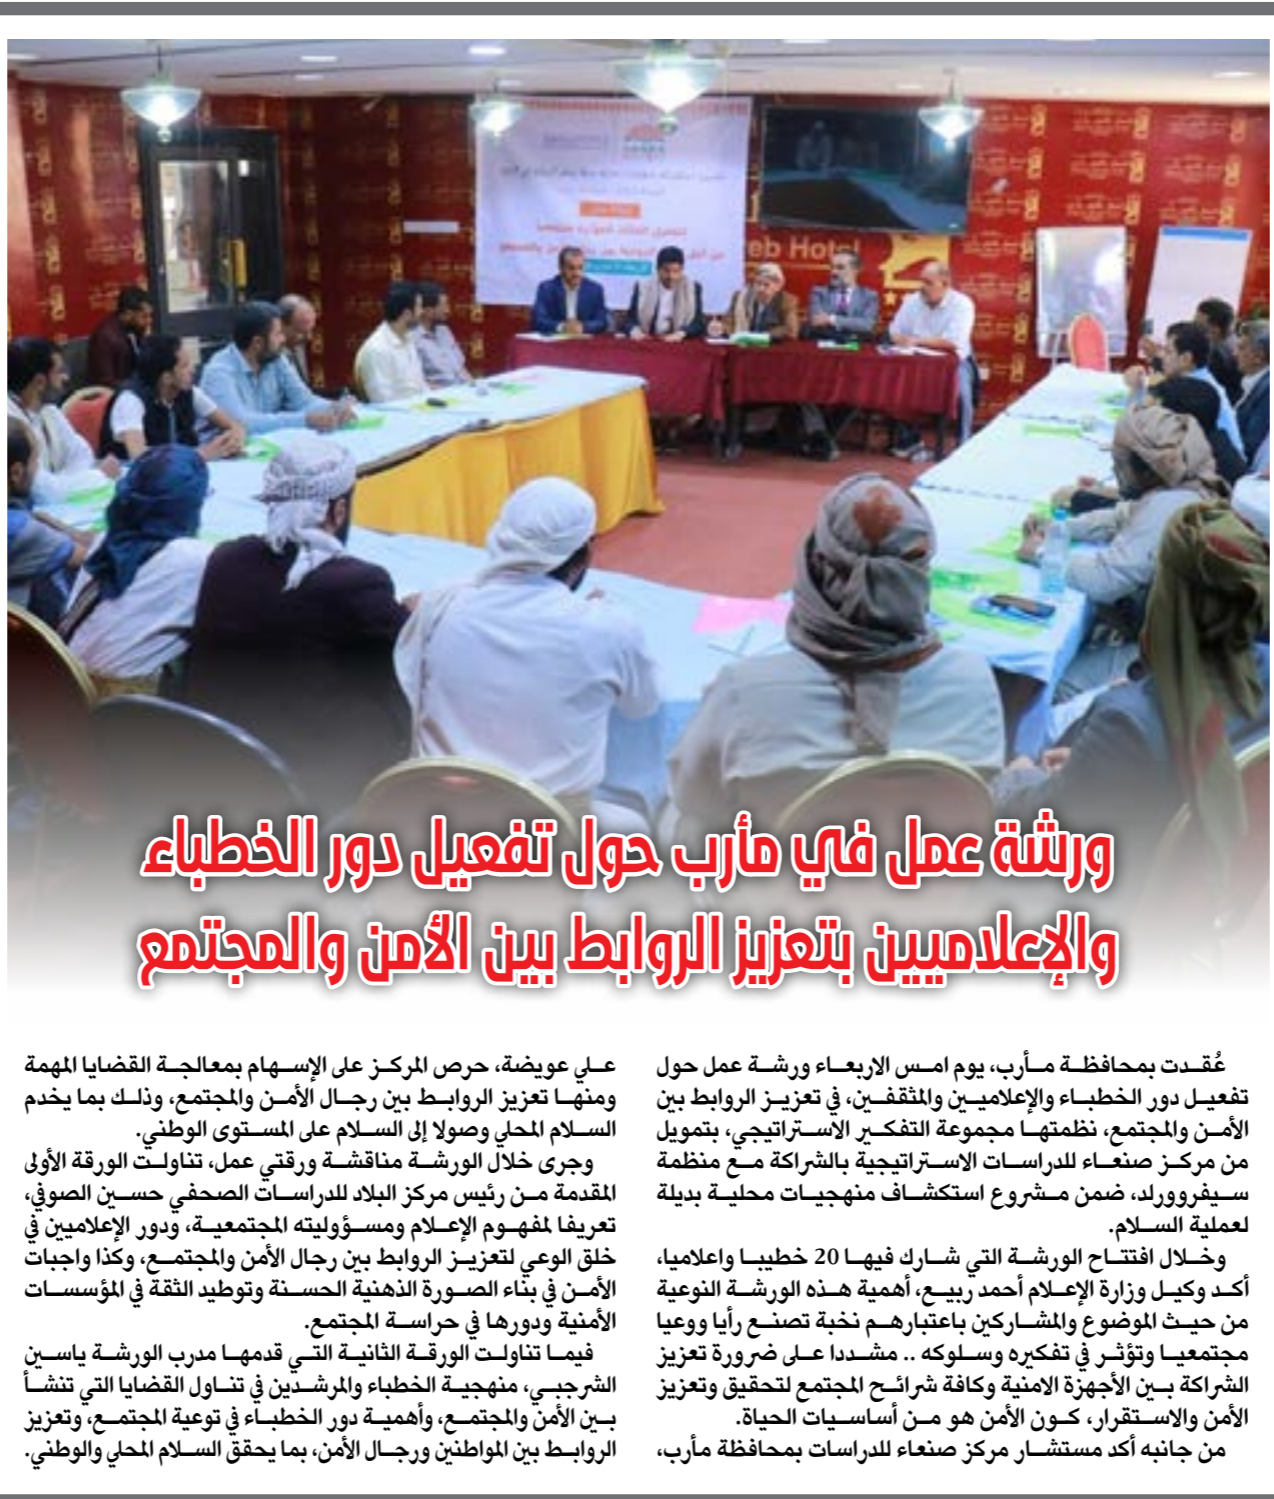 eb Hotel
ورشة عمل في مأرب حول تفعيل دور الخطباء
والإعلاميين بتعزيز الروابط بين الأمن والمجتمع
عُقدت بمحافظة مأرب، يوم امس الاربعاء ورشة عمل حول
تفعيل دور الخطباء والإعلاميين والمثقفين، في تعزيز الروابط بين
الأمن والمجتمع، نظمتها مجموعة التفكير الاستراتيجي، بتمويل
من مركز صنعاء للدراسات الاستراتيجية بالشراكة مع منظمة
سيفروورلد، ضمن مشروع استكشاف منهجيات محلية بديلة
لعملية السلام.
وخلال افتتاح الورشة التي شارك فيها 20 خطيبا واعلاميا،
أكد وكيل وزارة الإعلام أحمد ربيع، أهمية هذه الورشة النوعية
من حيث الموضوع والمشاركين باعتبارهم نخبة تصنع رأيا ووعيا
مجتمعيا وتؤثر في تفكيره وسلوكه .. مشددا على ضرورة تعزيز
الشراكة بين الأجهزة الامنية وكافة شرائح المجتمع لتحقيق وتعزيز
الأمن والاستقرار، كون الأمن هو من أساسيات الحياة.
من جانبه أكد مستشار مركز صنعاء للدراسات بمحافظة مأرب،
علي عويضة، حرص المركز على الإسهام بمعالجة القضايا المهمة
ومنها تعزيز الروابط بين رجال الأمن والمجتمع، وذلك بما يخدم
السلام المحلي وصولا إلى السلام على المستوى الوطني.
وجرى خلال الورشة مناقشة ورقتي عمل، تناولت الورقة الأولى
المقدمة من رئيس مركز البلاد للدراسات الصحفي حسين الصوفي،
تعريفا لمفهوم الإعلام ومسؤوليته المجتمعية، ودور الإعلاميين في
خلق الوعي لتعزيز الروابط بين رجال الأمن والمجتمع، وكذا واجبات
الأمن في بناء الصورة الذهنية الحسنة وتوطيد الثقة في المؤسسات
الأمنية ودورها في حراسة المجتمع.
فيما تناولت الورقة الثانية التي قدمها مدرب الورشة ياسين
الشرجبي، منهجية الخطباء والمرشدين في تناول القضايا التي تنشأ
بين الأمن والمجتمع، وأهمية دور الخطباء في توعية المجتمع، وتعزيز
الروابط بين المواطنين ورجال الأمن، بما يحقق السلام المحلي والوطني.